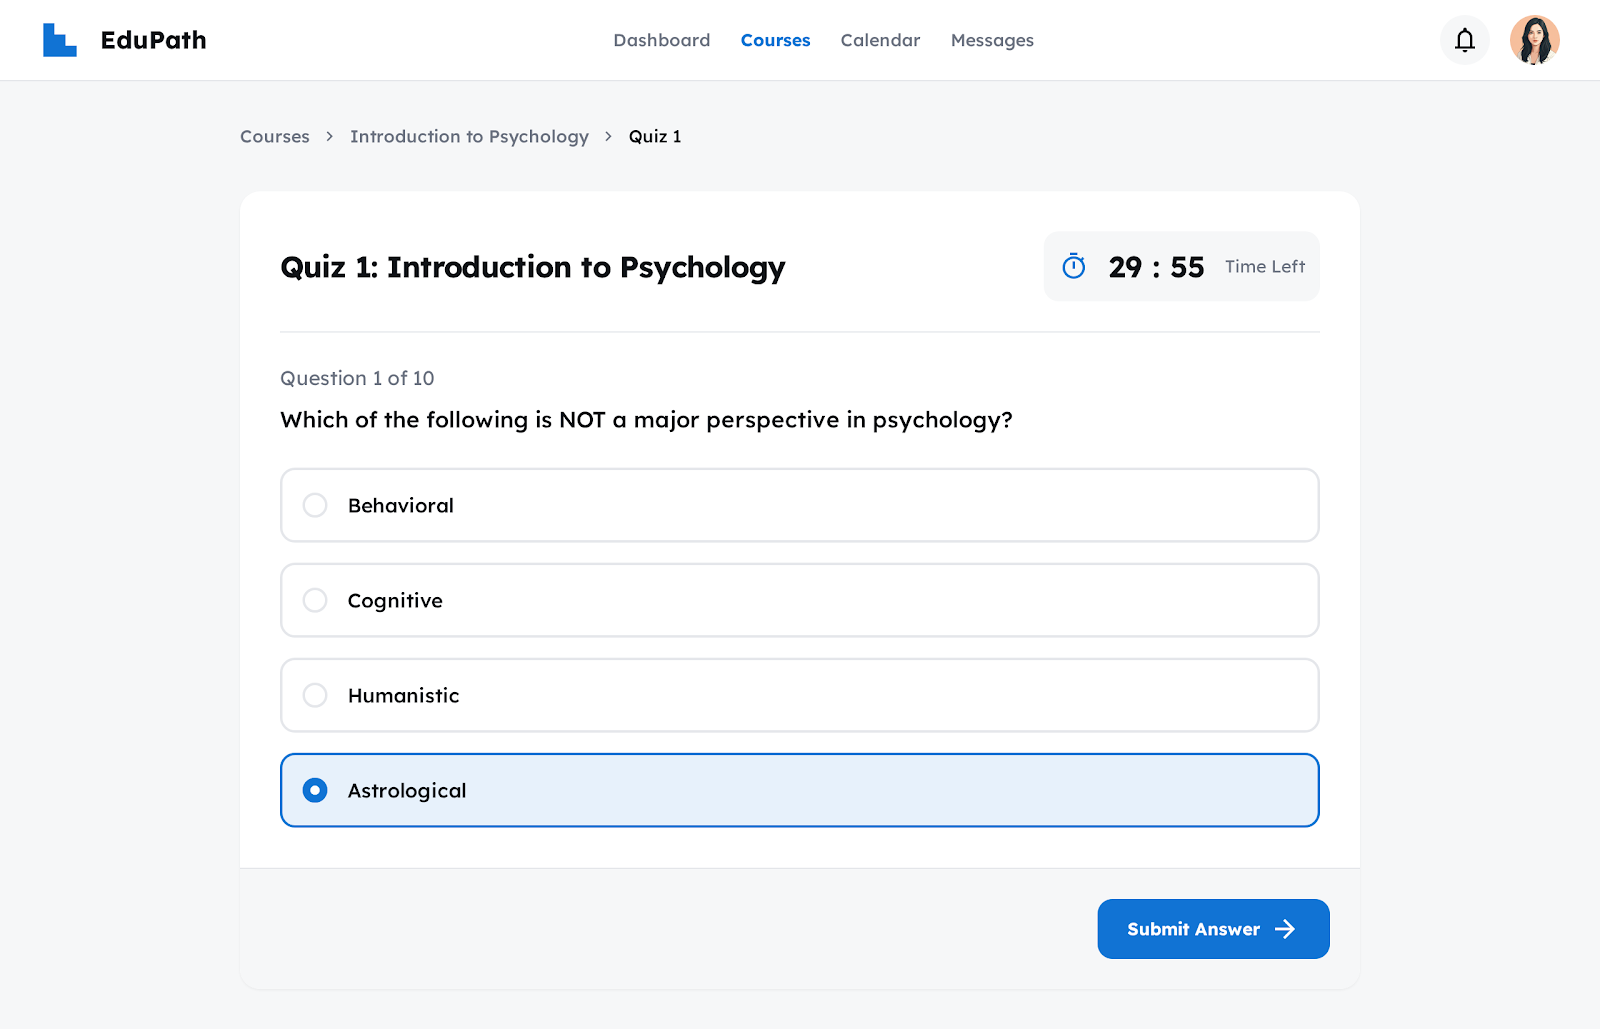 EduPath
Dashboard Courses Calendar Messages
Courses > Introduction to Psychology > Quiz 1
Quiz 1: Introduction to Psychology
29 : 55 Time Left
Question 1 of 10
Which of the following is NOT a major perspective in psychology?
Behavioral
Cognitive
Humanistic
Astrological
Submit Answer →